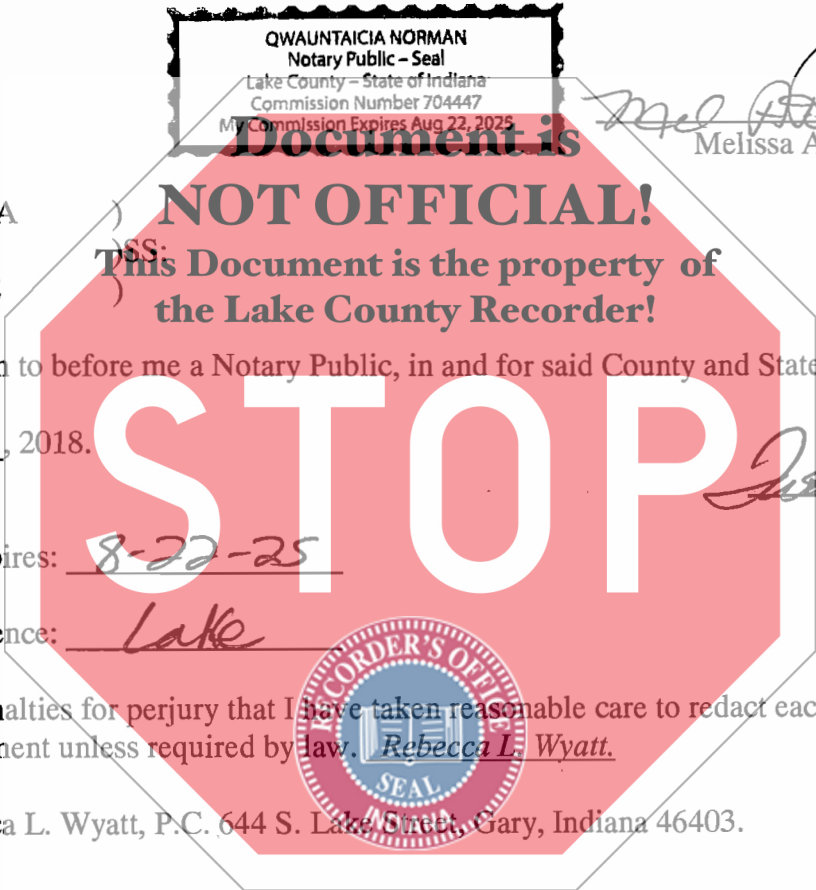 QWAUNTAICIA NORMAN
Notary Public – Seal
Lake County – State of Indiana
Commission Number 704447
My Commission Expires Aug 22, 2025
Document is
Melissa A
NOT OFFICIAL!
A )
)SS:
This Document is the property of
)
the Lake County Recorder!
to before me a Notary Public, in and for said County and State
, 2018.
STOP
ires: 8-22-25
ence: Lake
RECORDER'S OFFICE
alties for perjury that I have taken reasonable care to redact eac
ent unless required by law. Rebecca L. Wyatt.
SEAL
INDIANA
a L. Wyatt, P.C. 644 S. Lake Street, Gary, Indiana 46403.